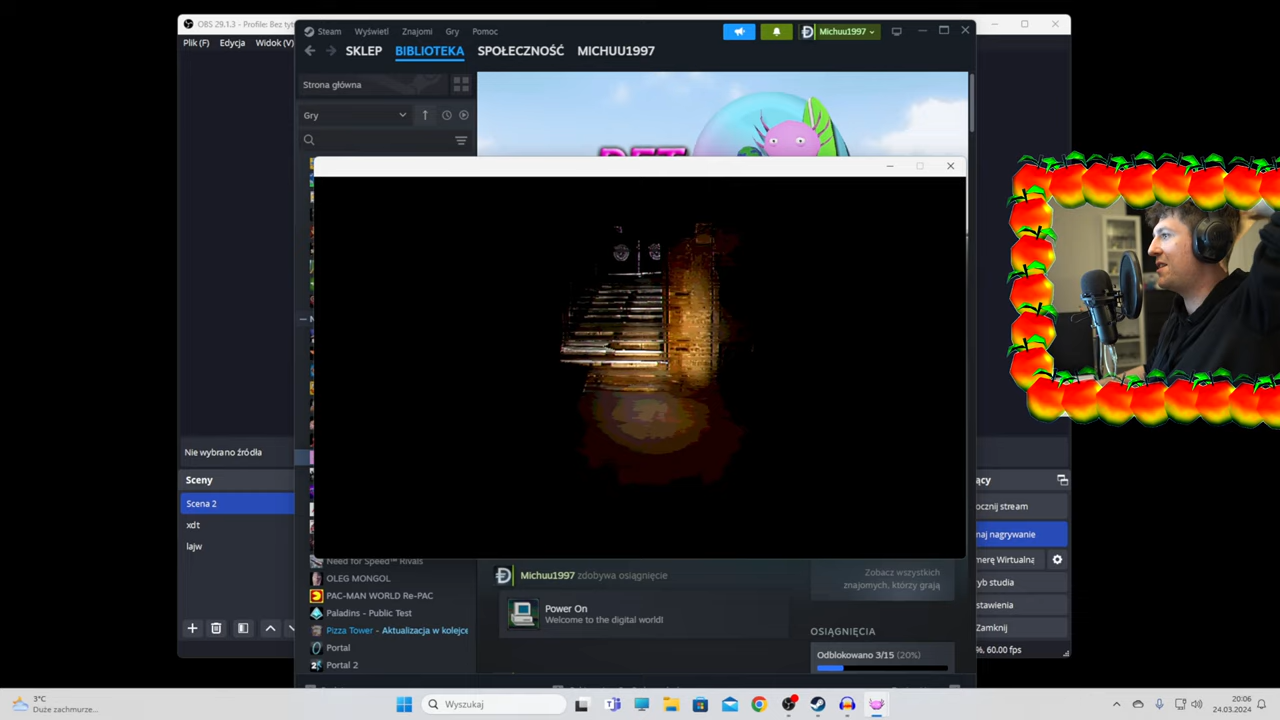 OBS 29.1.3 - Profile: Bez tyt
Plik (F) Edycja Widok (V)
Steam Wyświetl Znajomi Gry Pomoc
Michuu1997
SKLEP BIBLIOTEKA SPOŁECZNOŚĆ MICHUU1997
Strona główna
Gry
Nie wybrano źródła
Sceny
Scena 2
xdt
lajw
Need for Speed™ Rivals
OLEG MONGOL
PAC-MAN WORLD Re-PAC
Paladins - Public Test
Pizza Tower - Aktualizacja w kolejce
Portal
Portal 2
Michuu1997 zdobywa osiągnięcie
Power On
Welcome to the digital world!
Zobacz wszystkich
znajomych, którzy grają
OSIĄGNIĘCIA
Odblokowano 3/15 (20%)
ący
ocznij stream
maj nagrywanie
merę Wirtualną
yb studia
stawienia
Zamknij
%, 60.00 fps
3°C
Duże zachmurze...
Wyszukaj
20:06
24.03.2024